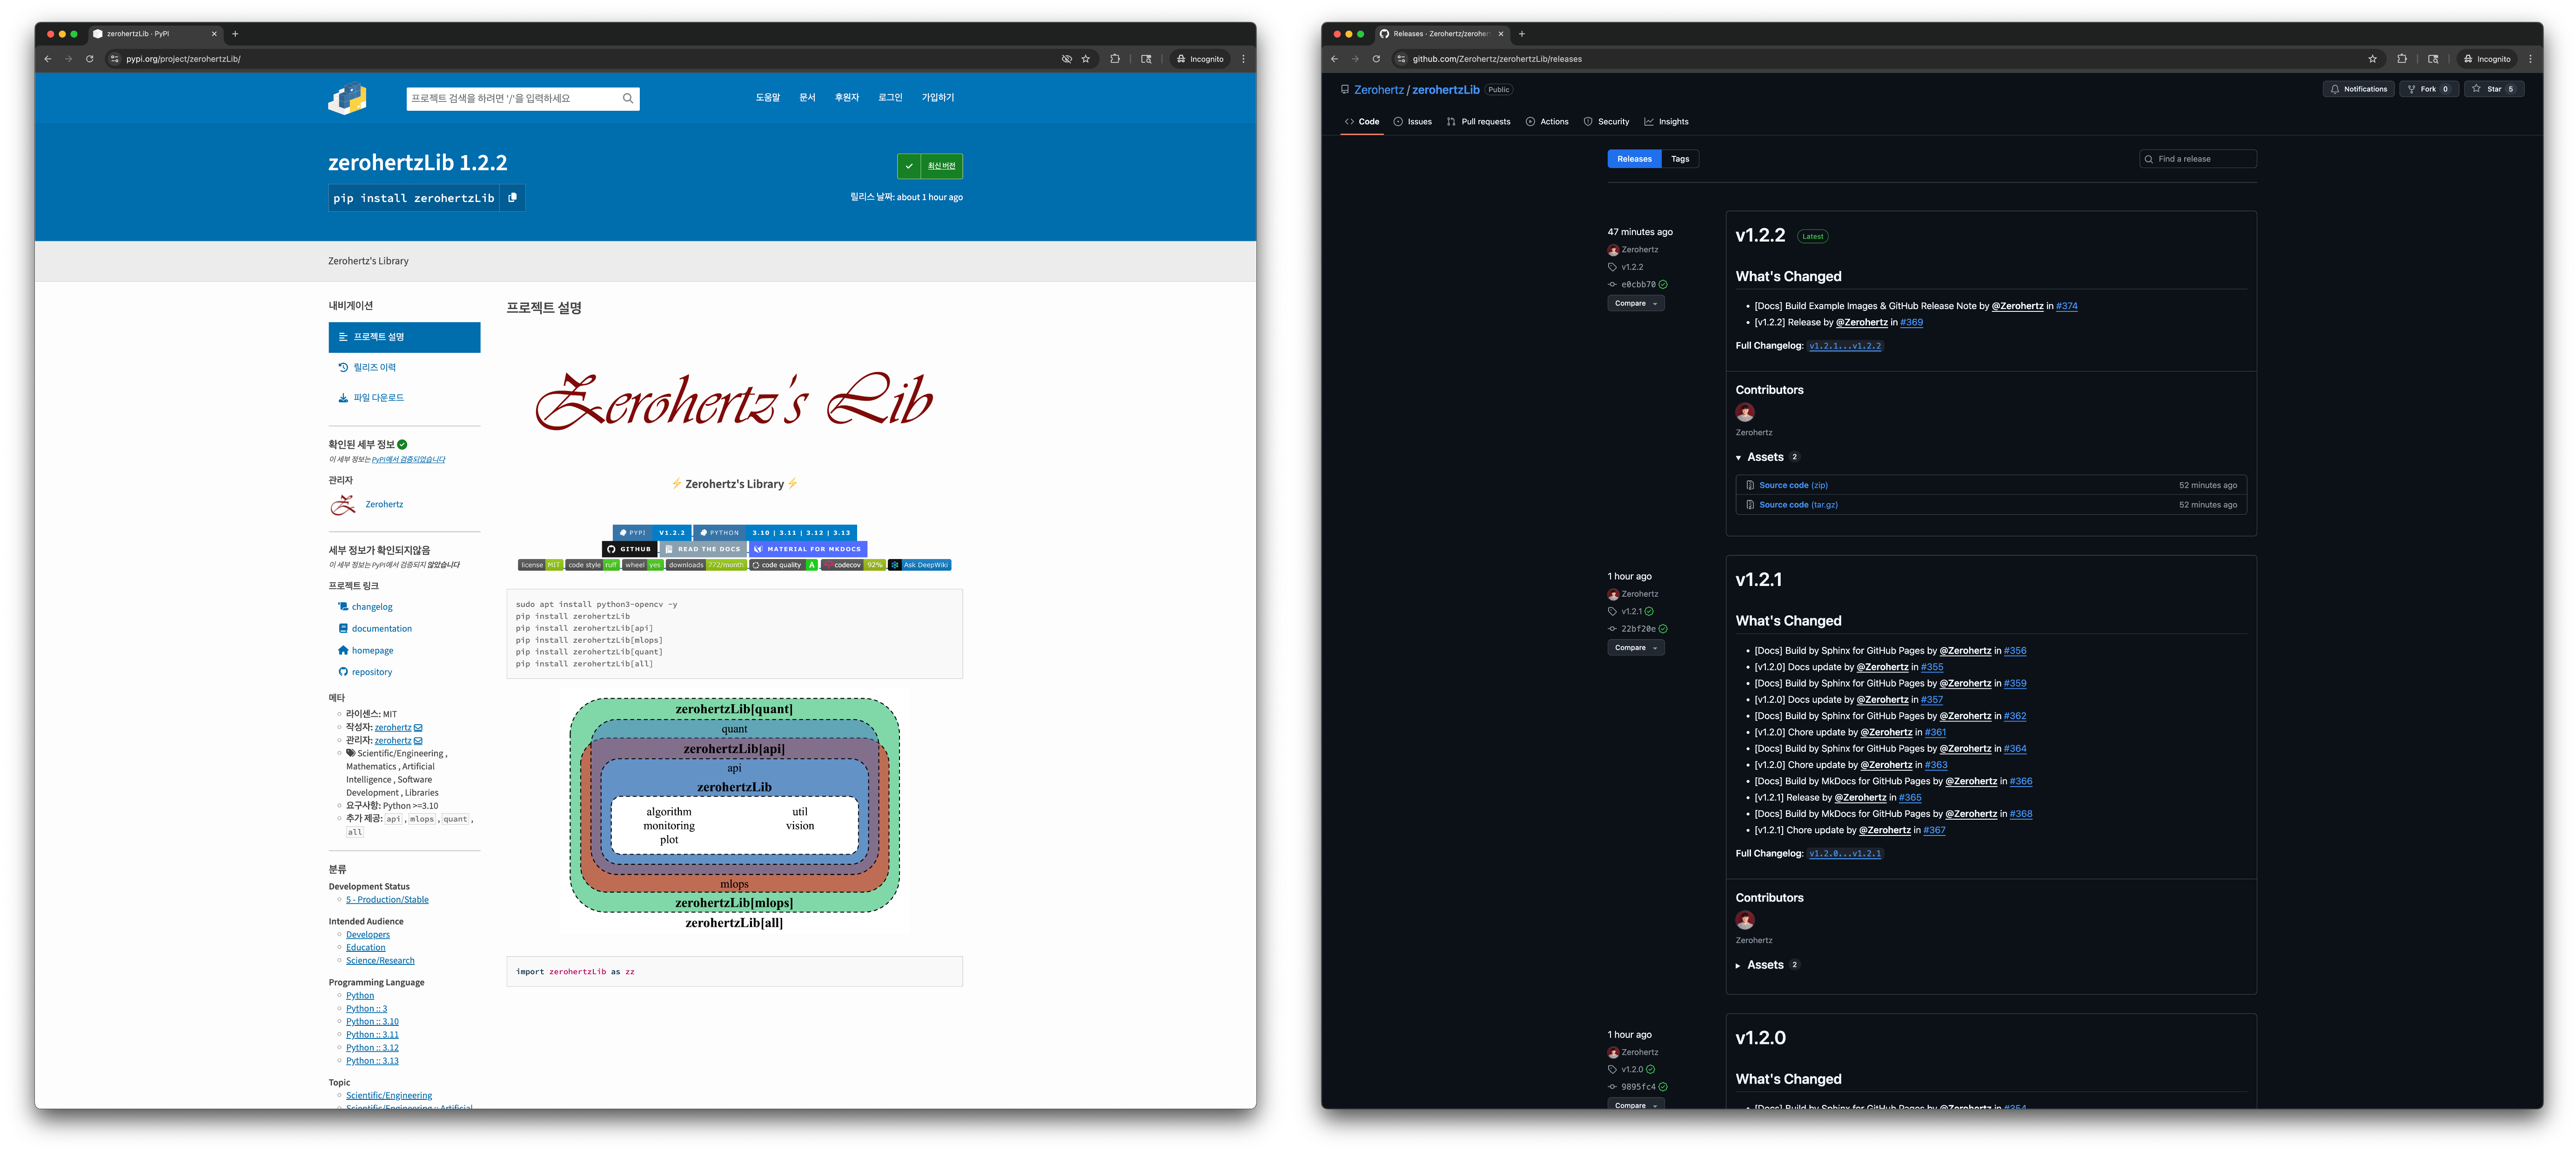 zerohertzLib · PyPI
pypi.org/project/zerohertzLib/
Incognito
프로젝트 검색을 하려면 '/'을 입력하세요
도움말
문서
후원자
로그인
가입하기
zerohertzLib 1.2.2
최신 버전
pip install zerohertzLib
릴리스 날짜: about 1 hour ago
Zerohertz's Library
내비게이션
프로젝트 설명
릴리즈 이력
파일 다운로드
확인된 세부 정보
이 세부 정보는 PyPI에서 검증되었습니다
관리자
Zerohertz
세부 정보가 확인되지않음
이 세부 정보는 PyPI에서 검증되지 않았습니다
프로젝트 링크
changelog
documentation
homepage
repository
메타
라이센스: MIT
작성자: zerohertz
관리자: zerohertz
Scientific/Engineering ,
Mathematics , Artificial
Intelligence , Software
Development , Libraries
요구사항: Python >=3.10
추가 제공: api , mlops , quant ,
all
분류
Development Status
5 - Production/Stable
Intended Audience
Developers
Education
Science/Research
Programming Language
Python
Python :: 3
Python :: 3.10
Python :: 3.11
Python :: 3.12
Python :: 3.13
Topic
Scientific/Engineering
Scientific/Engineering :: Artificial
프로젝트 설명
Zerohertz's Lib
⚡ Zerohertz's Library ⚡
PYPI V1.2.2 PYTHON 3.10 | 3.11 | 3.12 | 3.13
GITHUB READ THE DOCS MATERIAL FOR MKDOCS
license MIT code style ruff wheel yes downloads 772/month code quality A codecov 92% Ask DeepWiki
sudo apt install python3-opencv -y
pip install zerohertzLib
pip install zerohertzLib[api]
pip install zerohertzLib[mlops]
pip install zerohertzLib[quant]
pip install zerohertzLib[all]
zerohertzLib[quant]
quant
zerohertzLib[api]
api
zerohertzLib
algorithm util
monitoring vision
plot
mlops
zerohertzLib[mlops]
zerohertzLib[all]
import zerohertzLib as zz
Releases · Zerohertz/zeroher
github.com/Zerohertz/zerohertzLib/releases
Incognito
Zerohertz / zerohertzLib Public
Notifications
Fork 0
Star 5
Code
Issues
Pull requests
Actions
Security
Insights
Releases
Tags
Find a release
47 minutes ago
Zerohertz
v1.2.2
e0cbb70
Compare
v1.2.2 Latest
What's Changed
[Docs] Build Example Images & GitHub Release Note by @Zerohertz in #374
[v1.2.2] Release by @Zerohertz in #369
Full Changelog: v1.2.1...v1.2.2
Contributors
Zerohertz
Assets 2
Source code (zip) 52 minutes ago
Source code (tar.gz) 52 minutes ago
1 hour ago
Zerohertz
v1.2.1
22bf20e
Compare
v1.2.1
What's Changed
[Docs] Build by Sphinx for GitHub Pages by @Zerohertz in #356
[v1.2.0] Docs update by @Zerohertz in #355
[Docs] Build by Sphinx for GitHub Pages by @Zerohertz in #359
[v1.2.0] Docs update by @Zerohertz in #357
[Docs] Build by Sphinx for GitHub Pages by @Zerohertz in #362
[v1.2.0] Chore update by @Zerohertz in #361
[Docs] Build by Sphinx for GitHub Pages by @Zerohertz in #364
[v1.2.0] Chore update by @Zerohertz in #363
[Docs] Build by MkDocs for GitHub Pages by @Zerohertz in #366
[v1.2.1] Release by @Zerohertz in #365
[Docs] Build by MkDocs for GitHub Pages by @Zerohertz in #368
[v1.2.1] Chore update by @Zerohertz in #367
Full Changelog: v1.2.0...v1.2.1
Contributors
Zerohertz
Assets 2
1 hour ago
Zerohertz
v1.2.0
9895fc4
Compare
v1.2.0
What's Changed
[Docs] Build by Sphinx for GitHub Pages by @Zerohertz in #354